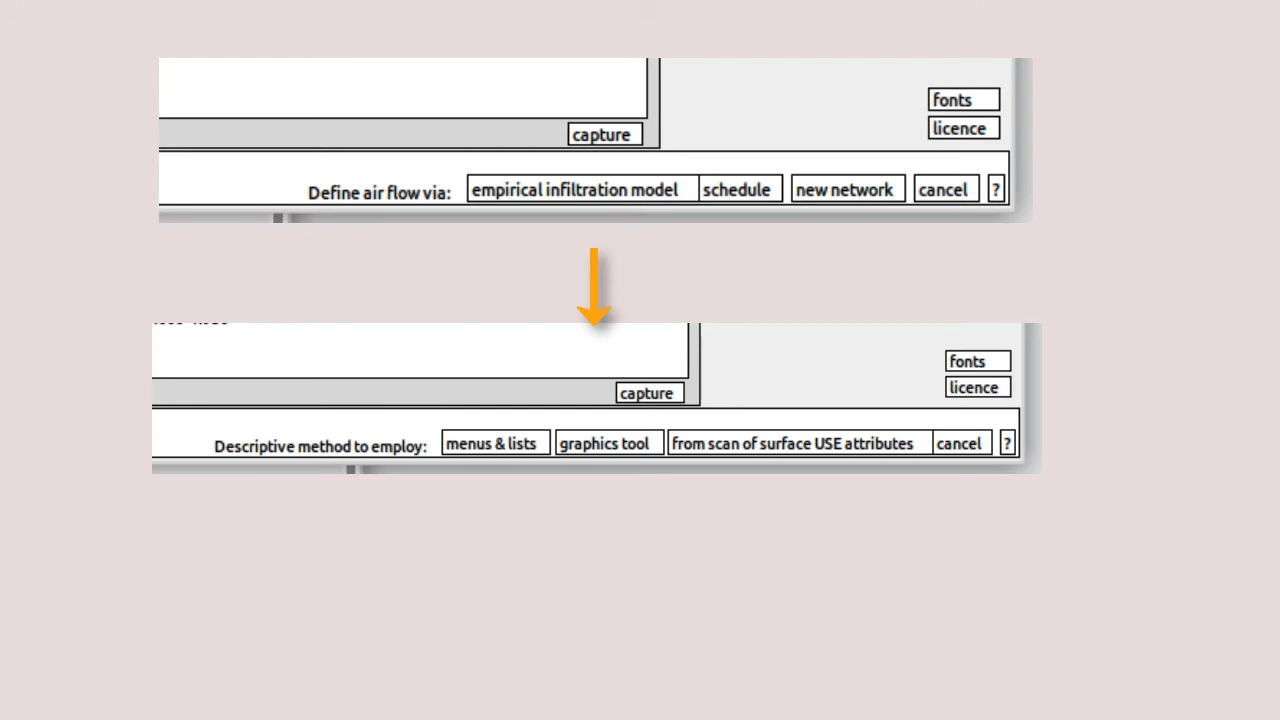 fonts
licence
capture
Define air flow via: empirical infiltration model schedule new network cancel ?
fonts
licence
capture
Descriptive method to employ: menus & lists graphics tool from scan of surface USE attributes cancel ?